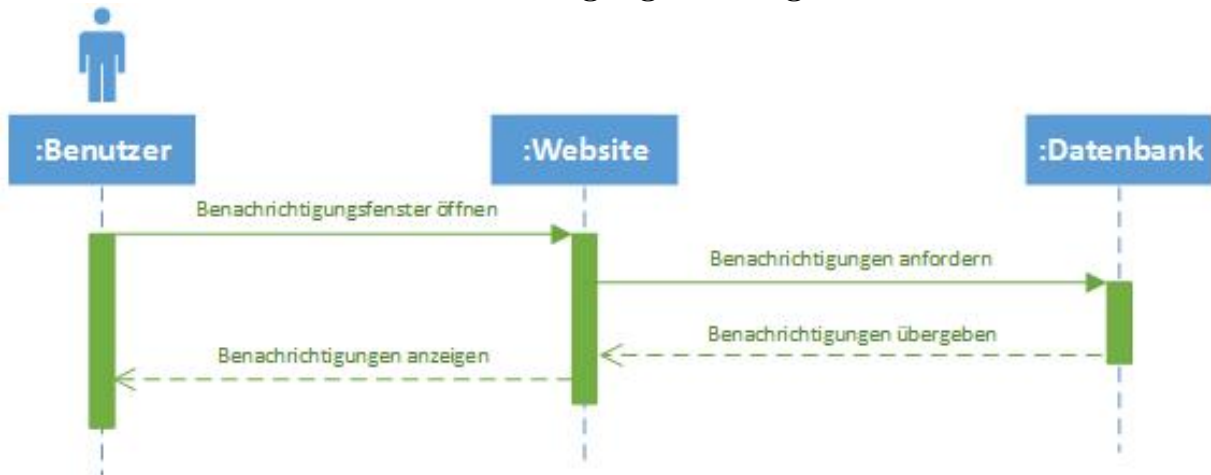 :Benutzer
:Website
:Datenbank
Benachrichtigungsfenster öffnen
Benachrichtigungen anfordern
Benachrichtigungen übergeben
Benachrichtigungen anzeigen